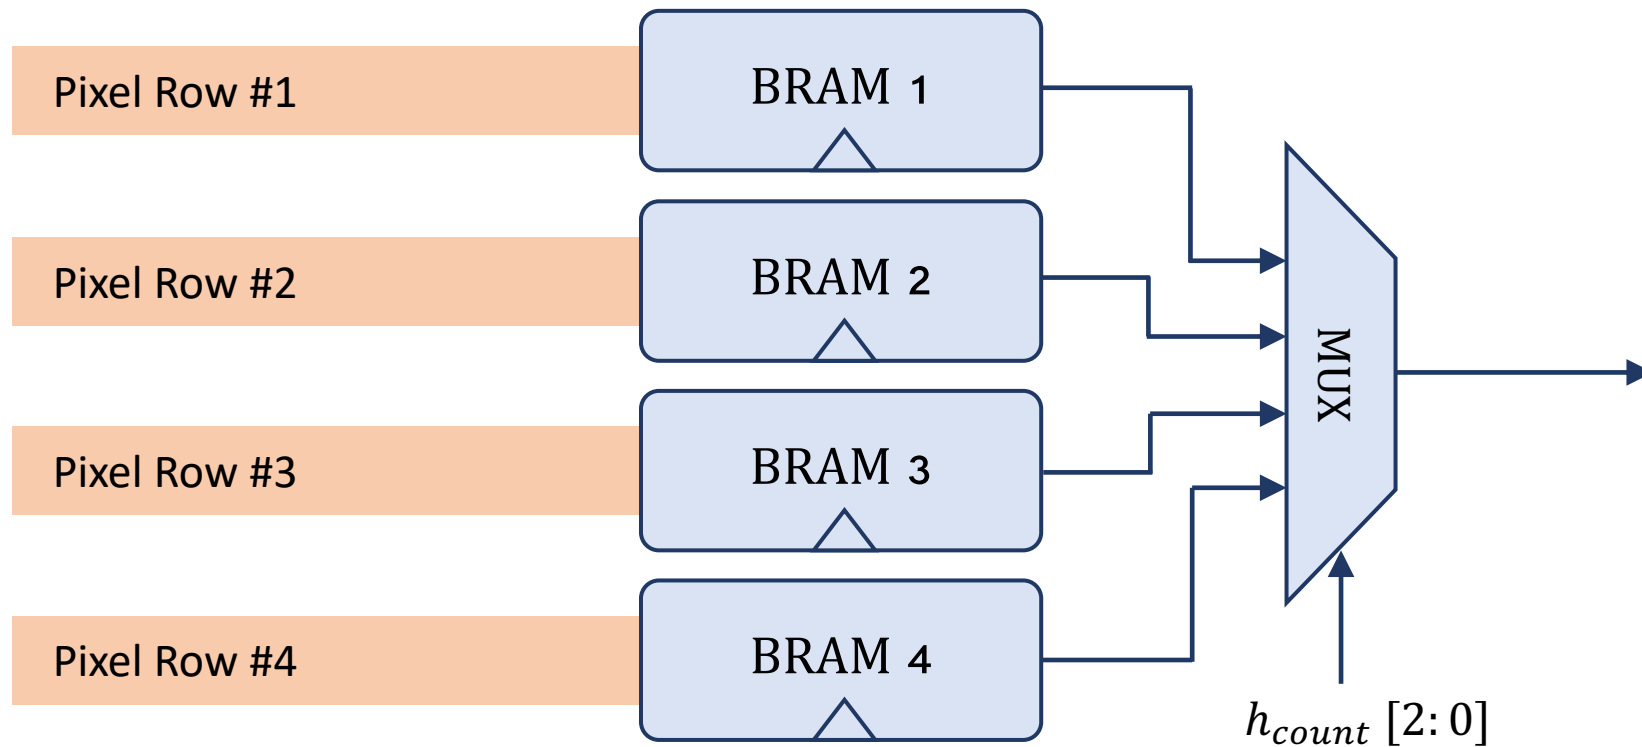 Pixel Row #1
BRAM 1
Pixel Row #2
BRAM 2
MUX
Pixel Row #3
BRAM 3
Pixel Row #4
BRAM 4
h_count [2:0]